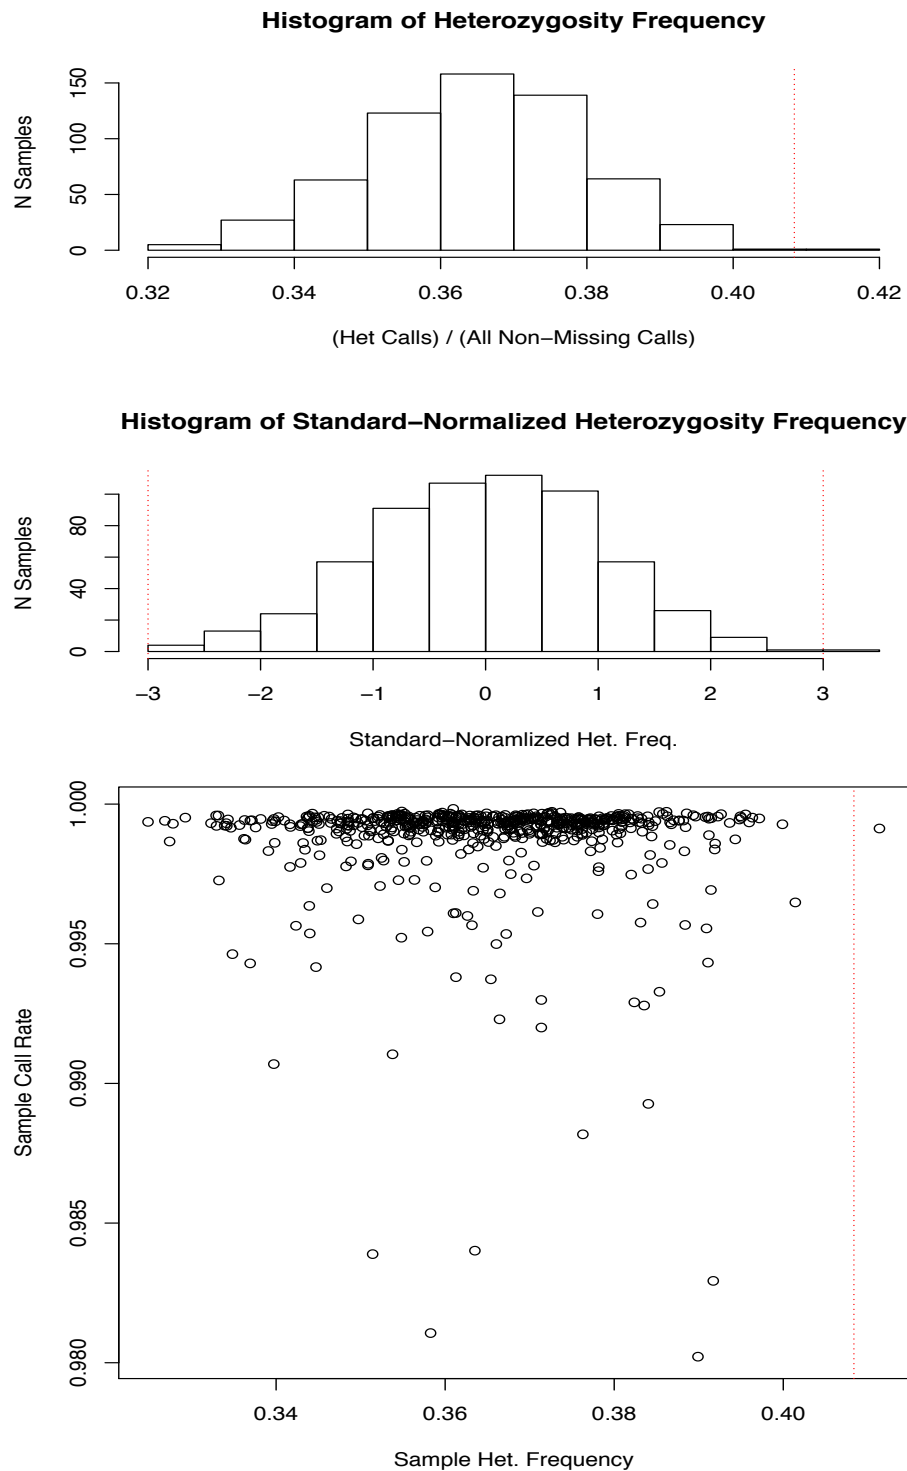 Histogram of Heterozygosity Frequency
N Samples
150
100
50
0
0.32 0.34 0.36 0.38 0.40 0.42
(Het Calls) / (All Non−Missing Calls)
Histogram of Standard−Normalized Heterozygosity Frequency
N Samples
80
40
0
−3 −2 −1 0 1 2 3
Standard−Noramlized Het. Freq.
Sample Call Rate
1.000
0.995
0.990
0.985
0.980
0.34 0.36 0.38 0.40
Sample Het. Frequency